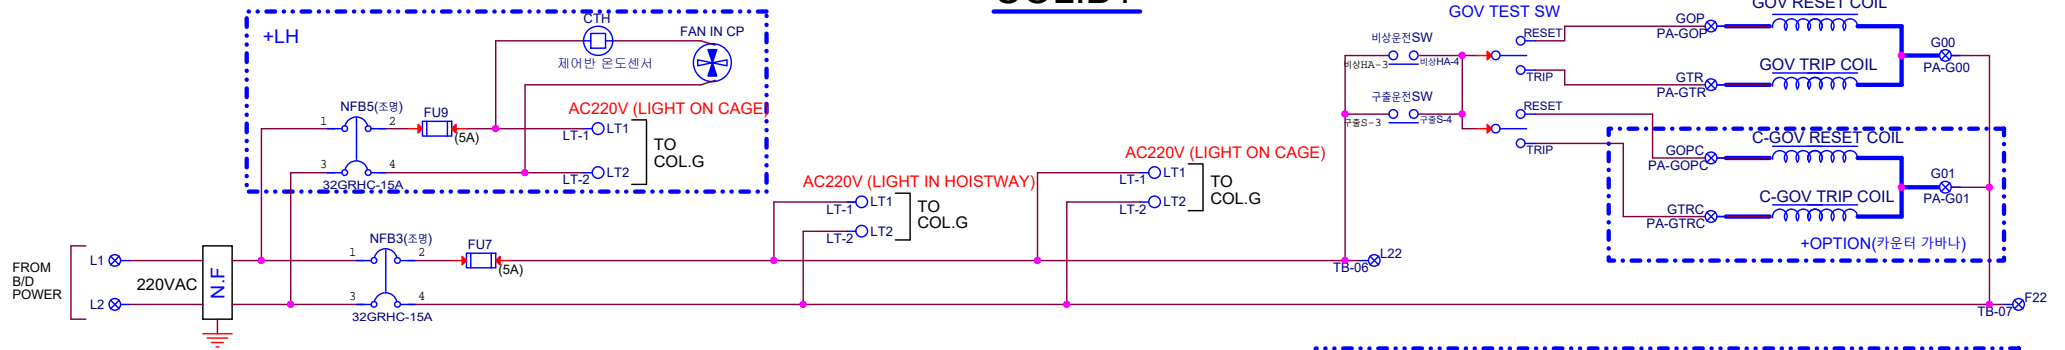 +LH
CTH
FAN IN CP
제어반 온도센서
AC220V (LIGHT ON CAGE)
NFB5(조명)
FU9
(5A)
1
2
3
4
32GRHC-15A
LT-1
LT1
LT-2
LT2
TO
COL.G
FROM
B/D
POWER
L1
L2
220VAC
N.F
NFB3(조명)
FU7
(5A)
1
2
3
4
32GRHC-15A
AC220V (LIGHT IN HOISTWAY)
LT-1
LT1
LT-2
LT2
TO
COL.G
AC220V (LIGHT ON CAGE)
LT-1
LT1
LT-2
LT2
TO
COL.G
GOV TEST SW
비상운전SW
비상HA-3
비상HA-4
구출운전SW
구출S-3
구출S-4
RESET
TRIP
RESET
TRIP
GOP
PA-GOP
GOV RESET COIL
GTR
PA-GTR
GOV TRIP COIL
G00
PA-G00
GOPC
PA-GOPC
C-GOV RESET COIL
GTRC
PA-GTRC
C-GOV TRIP COIL
G01
PA-G01
+OPTION(카운터 가바나)
TB-06
L22
TB-07
F22